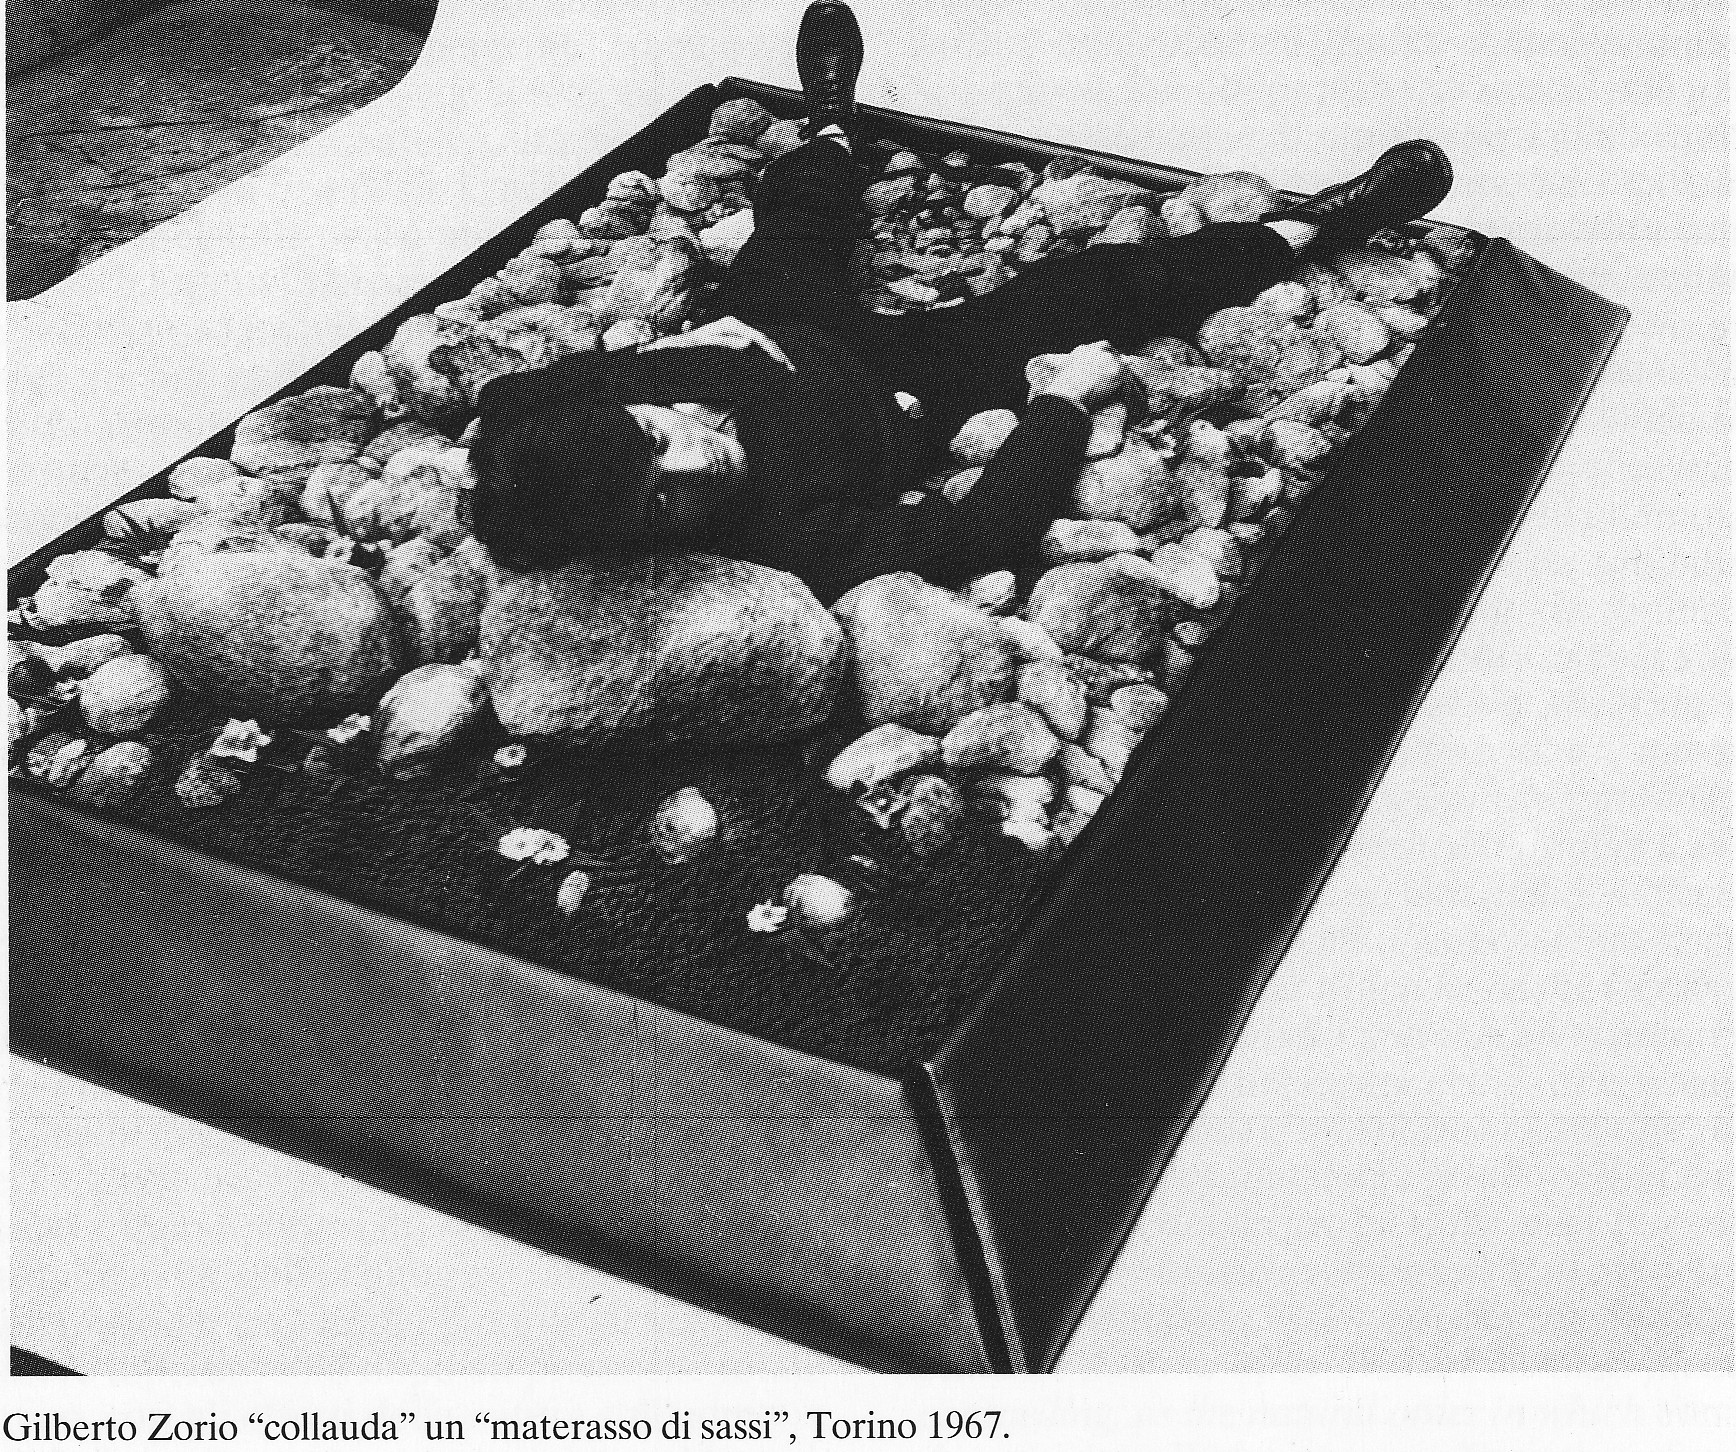 Gilberto Zorio “collauda” un “materasso di sassi”, Torino 1967.